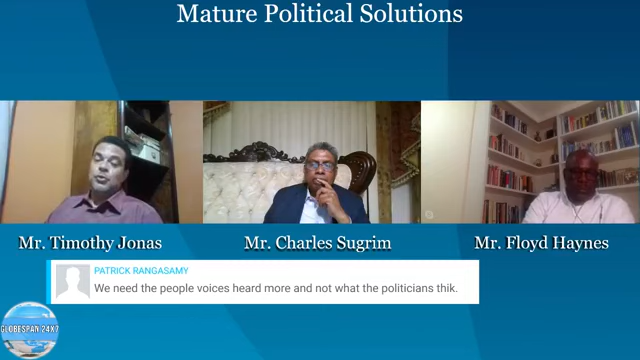 Mature Political Solutions
Mr. Timothy Jonas
Mr. Charles Sugrim
Mr. Floyd Haynes
PATRICK RANGASAMY
We need the people voices heard more and not what the politicians thik.
GLOBESPAN 24X7